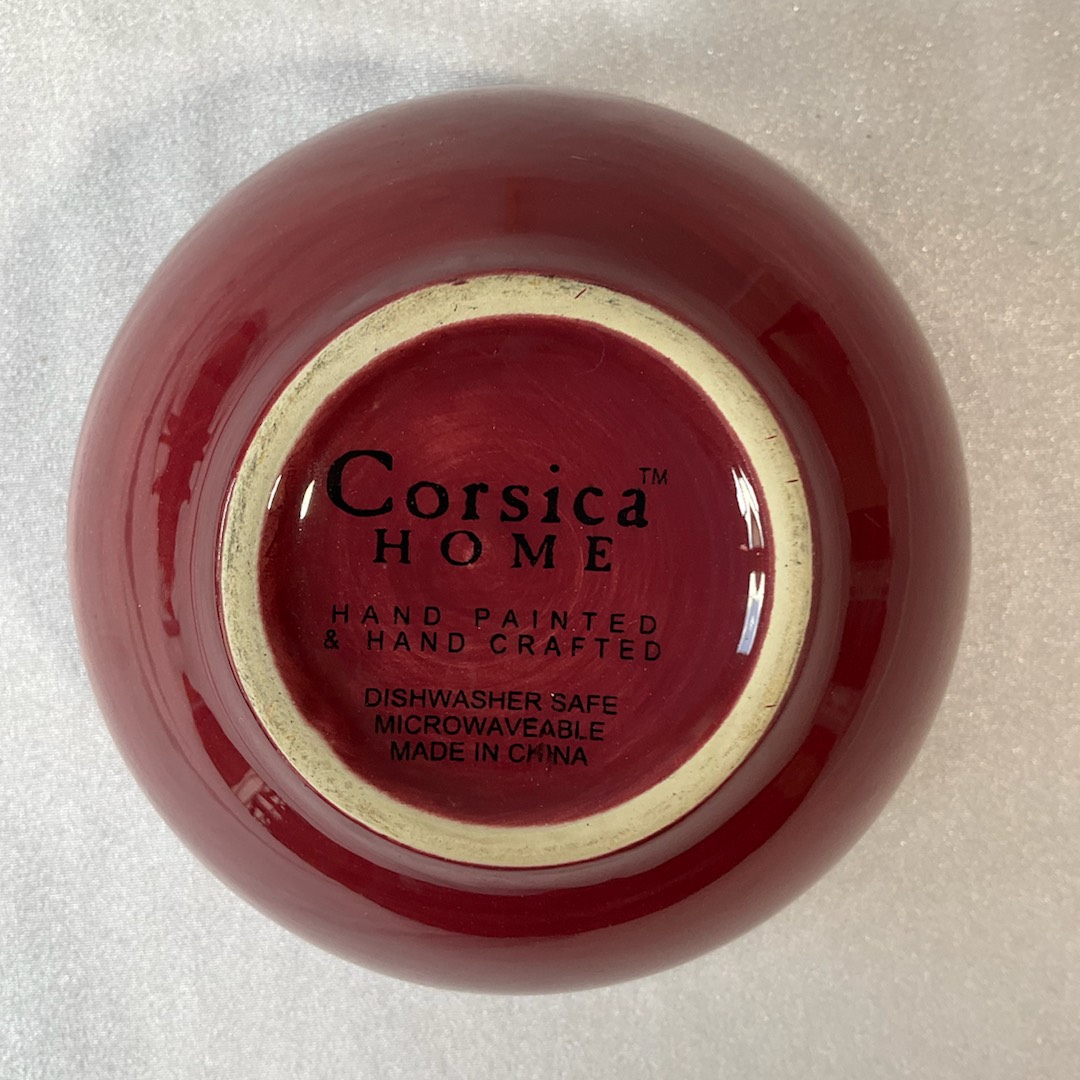 Corsica™
HOME
HAND PAINTED
& HAND CRAFTED
DISHWASHER SAFE
MICROWAVEABLE
MADE IN CHINA